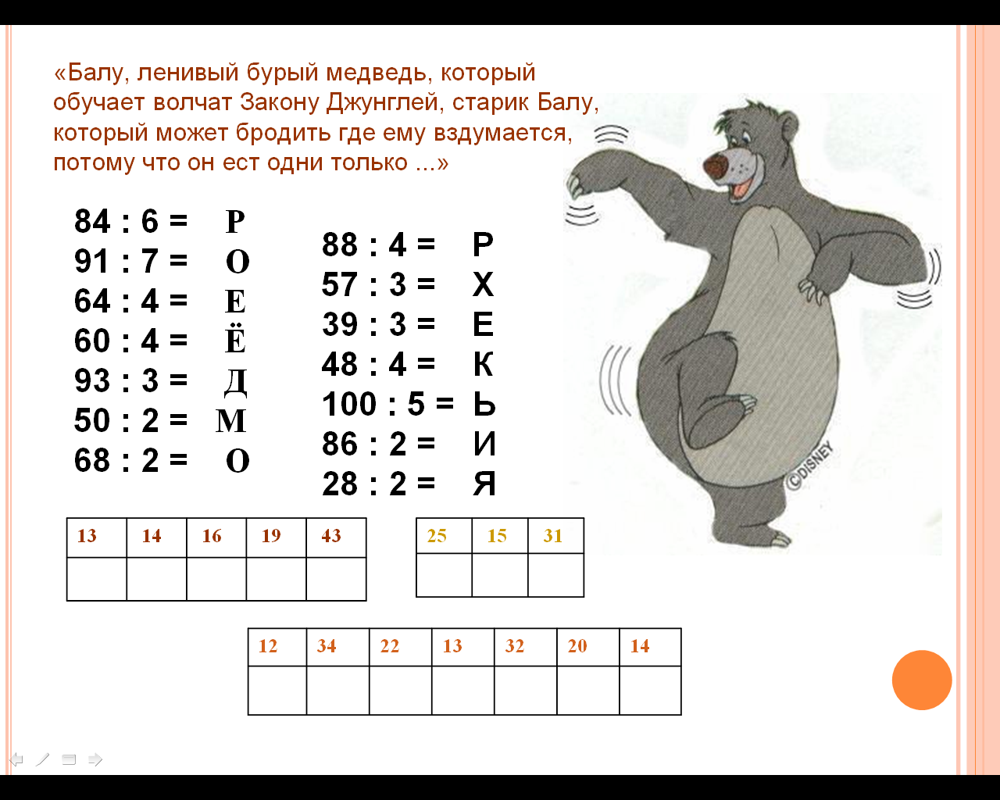 «Балу, ленивый бурый медведь, который
обучает волчат Закону Джунглей, старик Балу,
который может бродить где ему вздумается,
потому что он ест одни только ...»
84 : 6 = Р
91 : 7 = О
64 : 4 = Е
60 : 4 = Ё
93 : 3 = Д
50 : 2 = М
68 : 2 = О
88 : 4 = Р
57 : 3 = Х
39 : 3 = Е
48 : 4 = К
100 : 5 = Ь
86 : 2 = И
28 : 2 = Я
13 14 16 19 43
25 15 31
12 34 22 13 32 20 14
©DISNEY